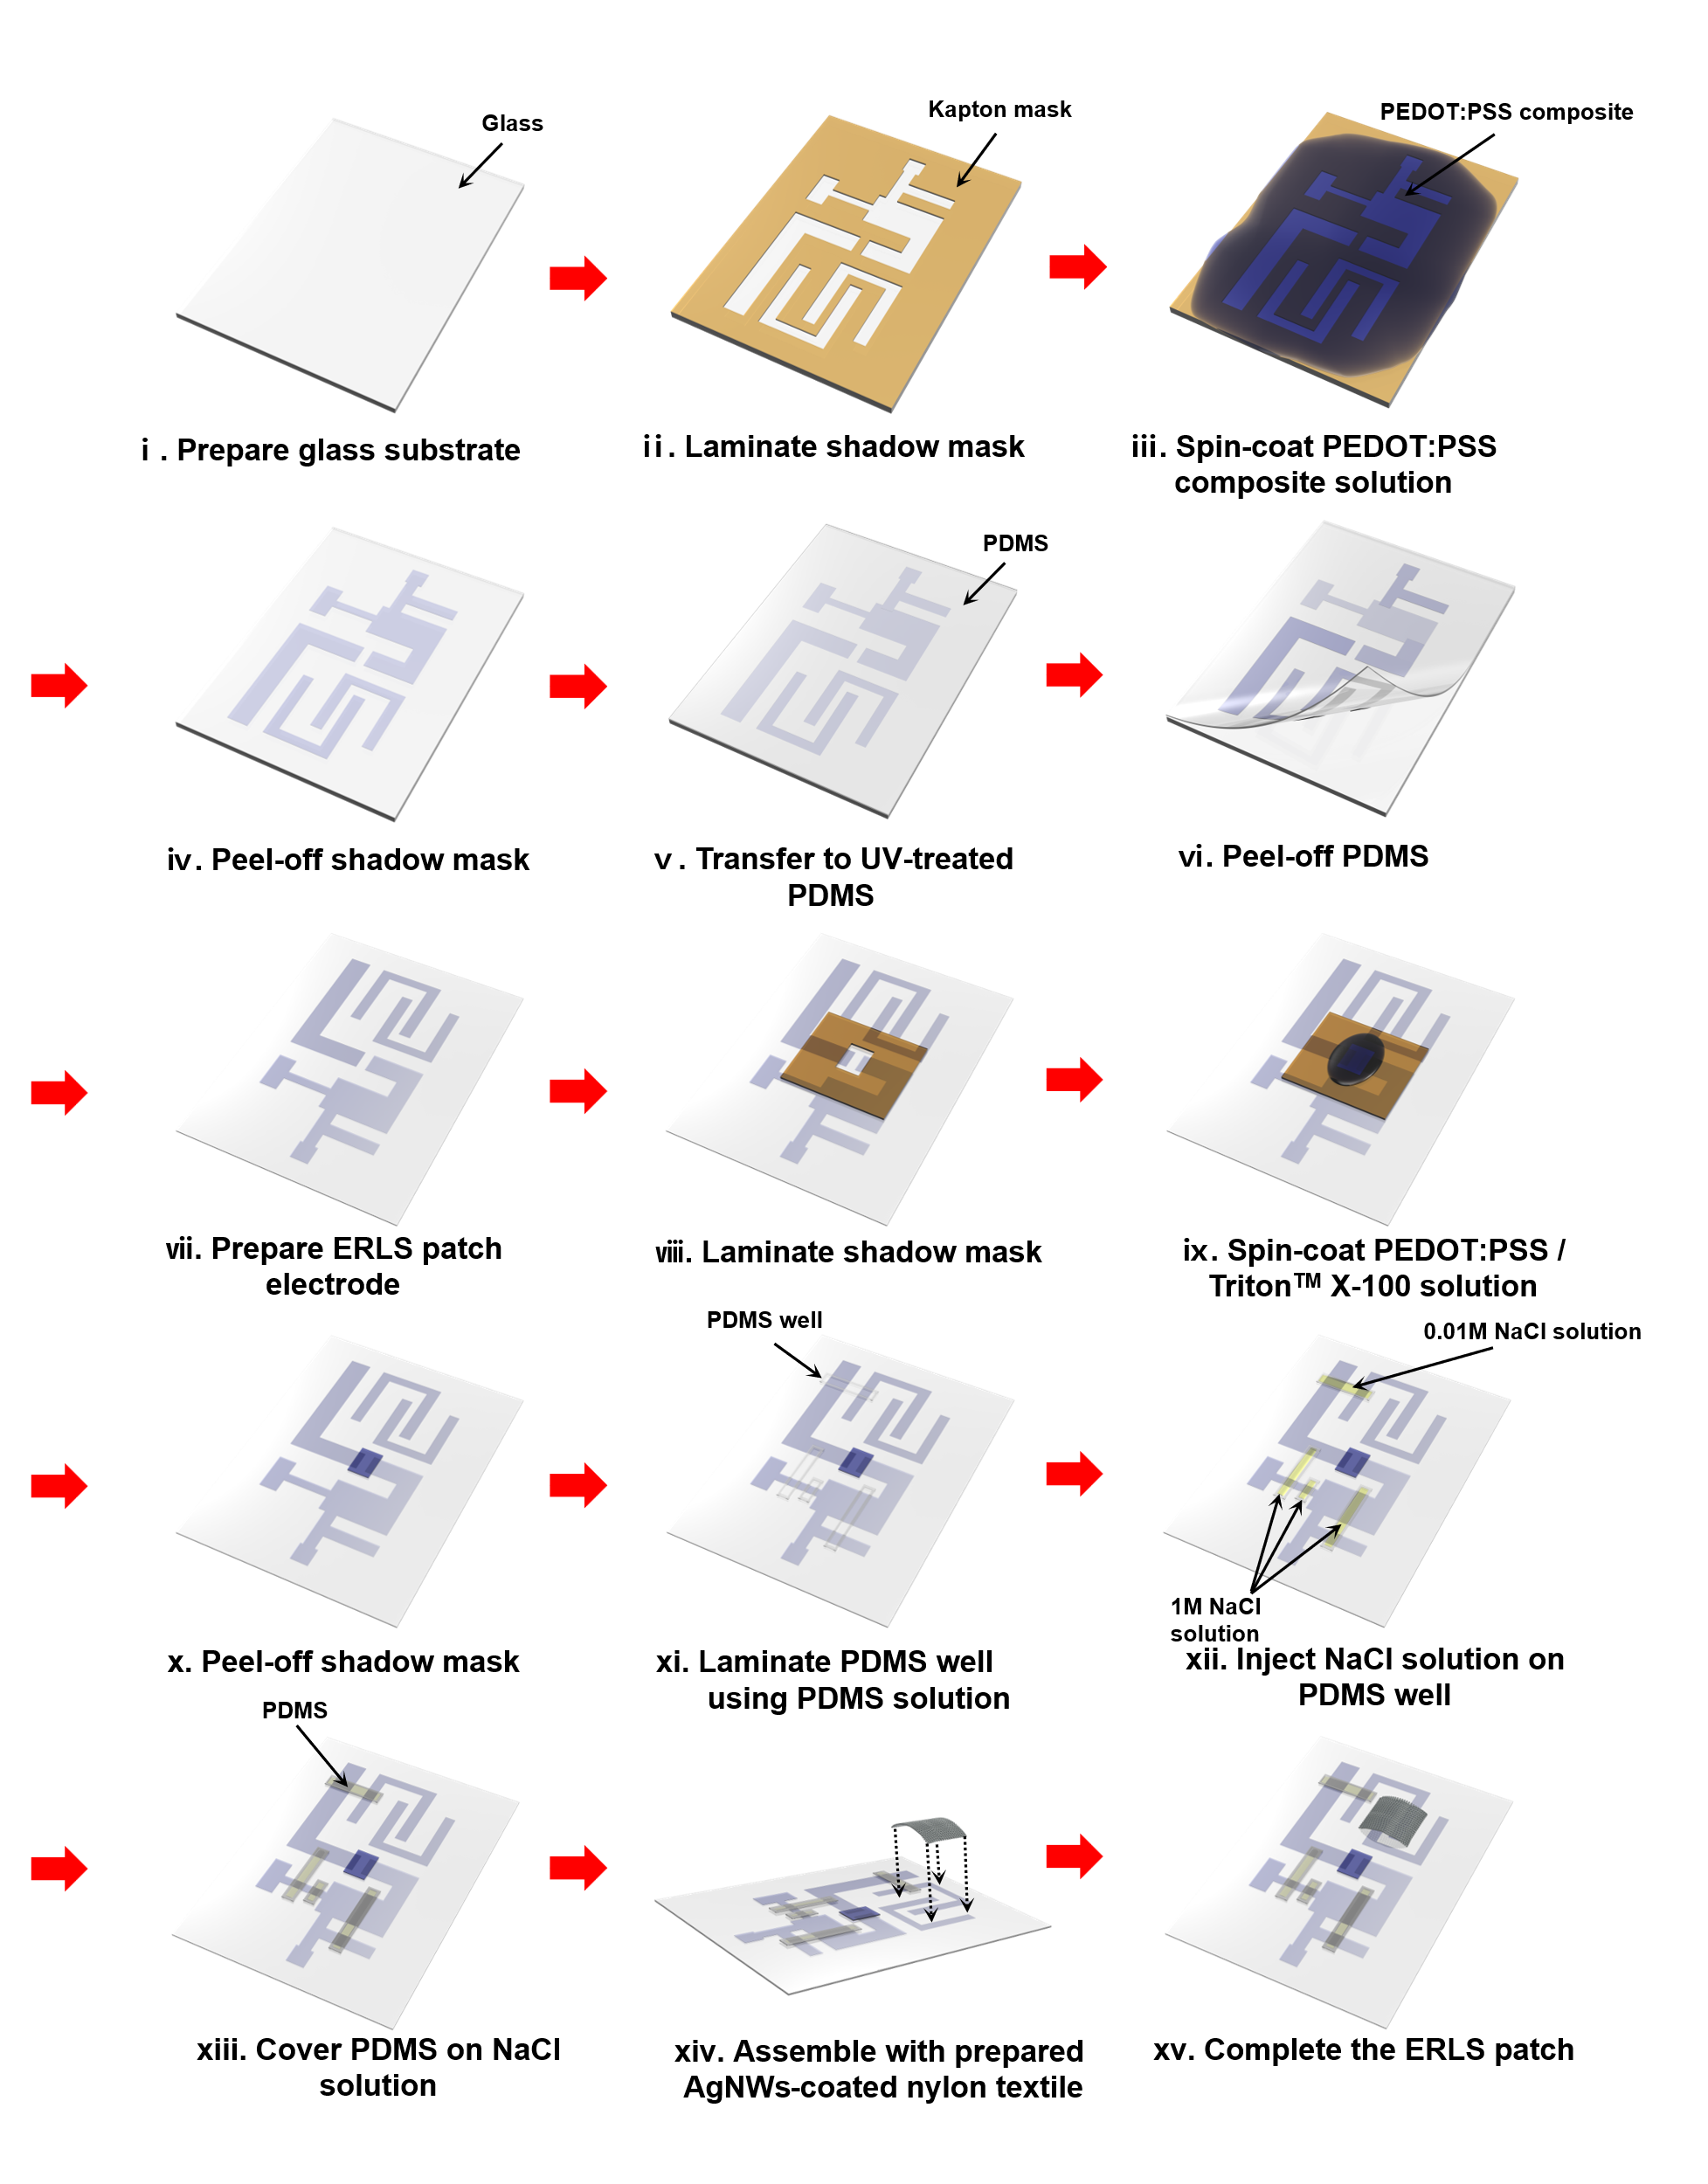 Glass
Kapton mask
PEDOT:PSS composite
i. Prepare glass substrate
ii. Laminate shadow mask
iii. Spin-coat PEDOT:PSS
composite solution
PDMS
iv. Peel-off shadow mask
v. Transfer to UV-treated
PDMS
vi. Peel-off PDMS
vii. Prepare ERLS patch
electrode
viii. Laminate shadow mask
ix. Spin-coat PEDOT:PSS /
Triton™ X-100 solution
PDMS well
0.01M NaCl solution
1M NaCl
solution
x. Peel-off shadow mask
xi. Laminate PDMS well
using PDMS solution
xii. Inject NaCl solution on
PDMS well
PDMS
xiii. Cover PDMS on NaCl
solution
xiv. Assemble with prepared
AgNWs-coated nylon textile
xv. Complete the ERLS patch